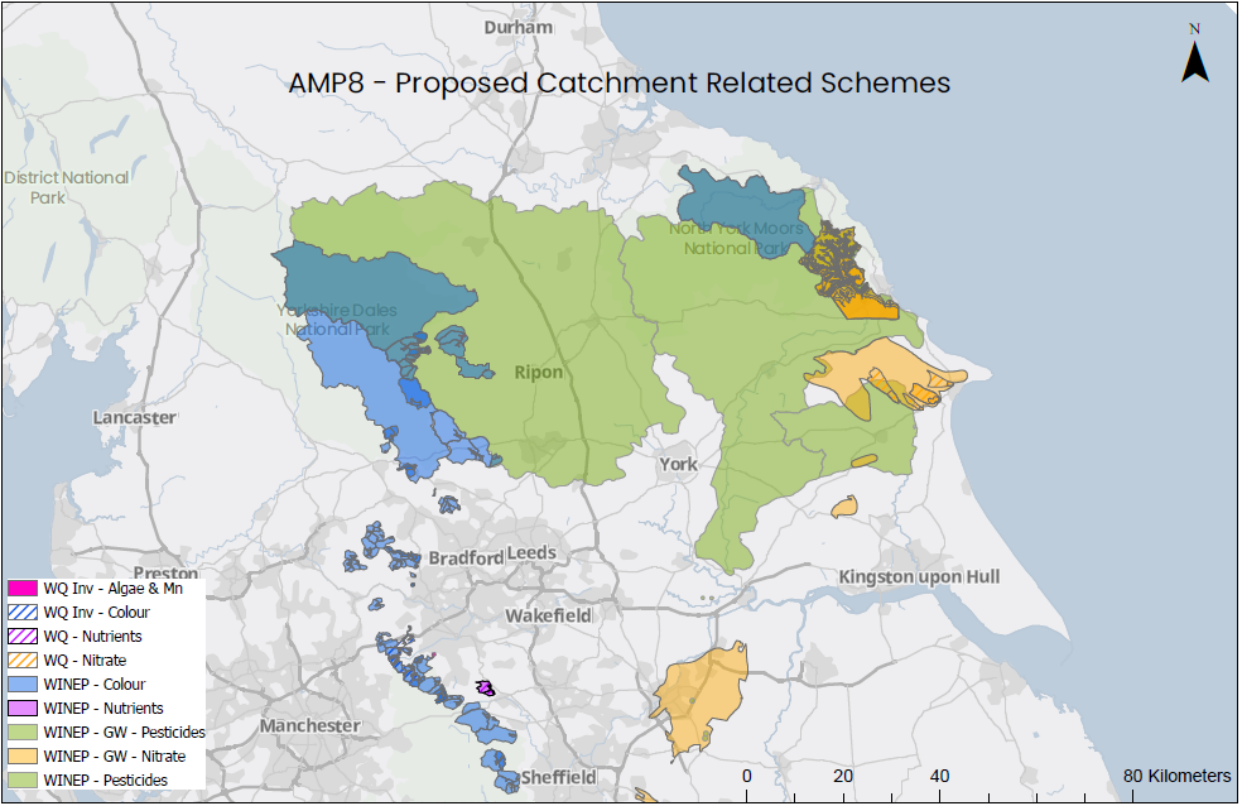 Durham
N
AMP8 - Proposed Catchment Related Schemes
District National
Park
North York Moors
National Park
Yorkshire Dales
National Park
Ripon
Lancaster
York
Bradford
Leeds
Preston
Kingston upon Hull
Wakefield
Manchester
Sheffield
WQ Inv - Algae & Mn
WQ Inv - Colour
WQ - Nutrients
WQ - Nitrate
WINEP - Colour
WINEP - Nutrients
WINEP - GW - Pesticides
WINEP - GW - Nitrate
WINEP - Pesticides
0 20 40 80 Kilometers